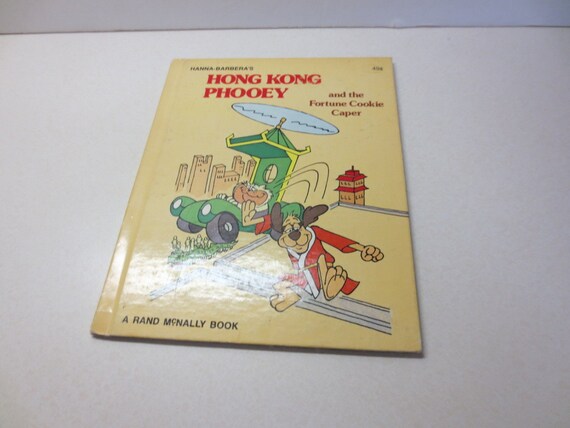 HANNA-BARBERA'S
HONG KONG
PHOOEY
and the
Fortune Cookie
Caper
A RAND McNALLY BOOK